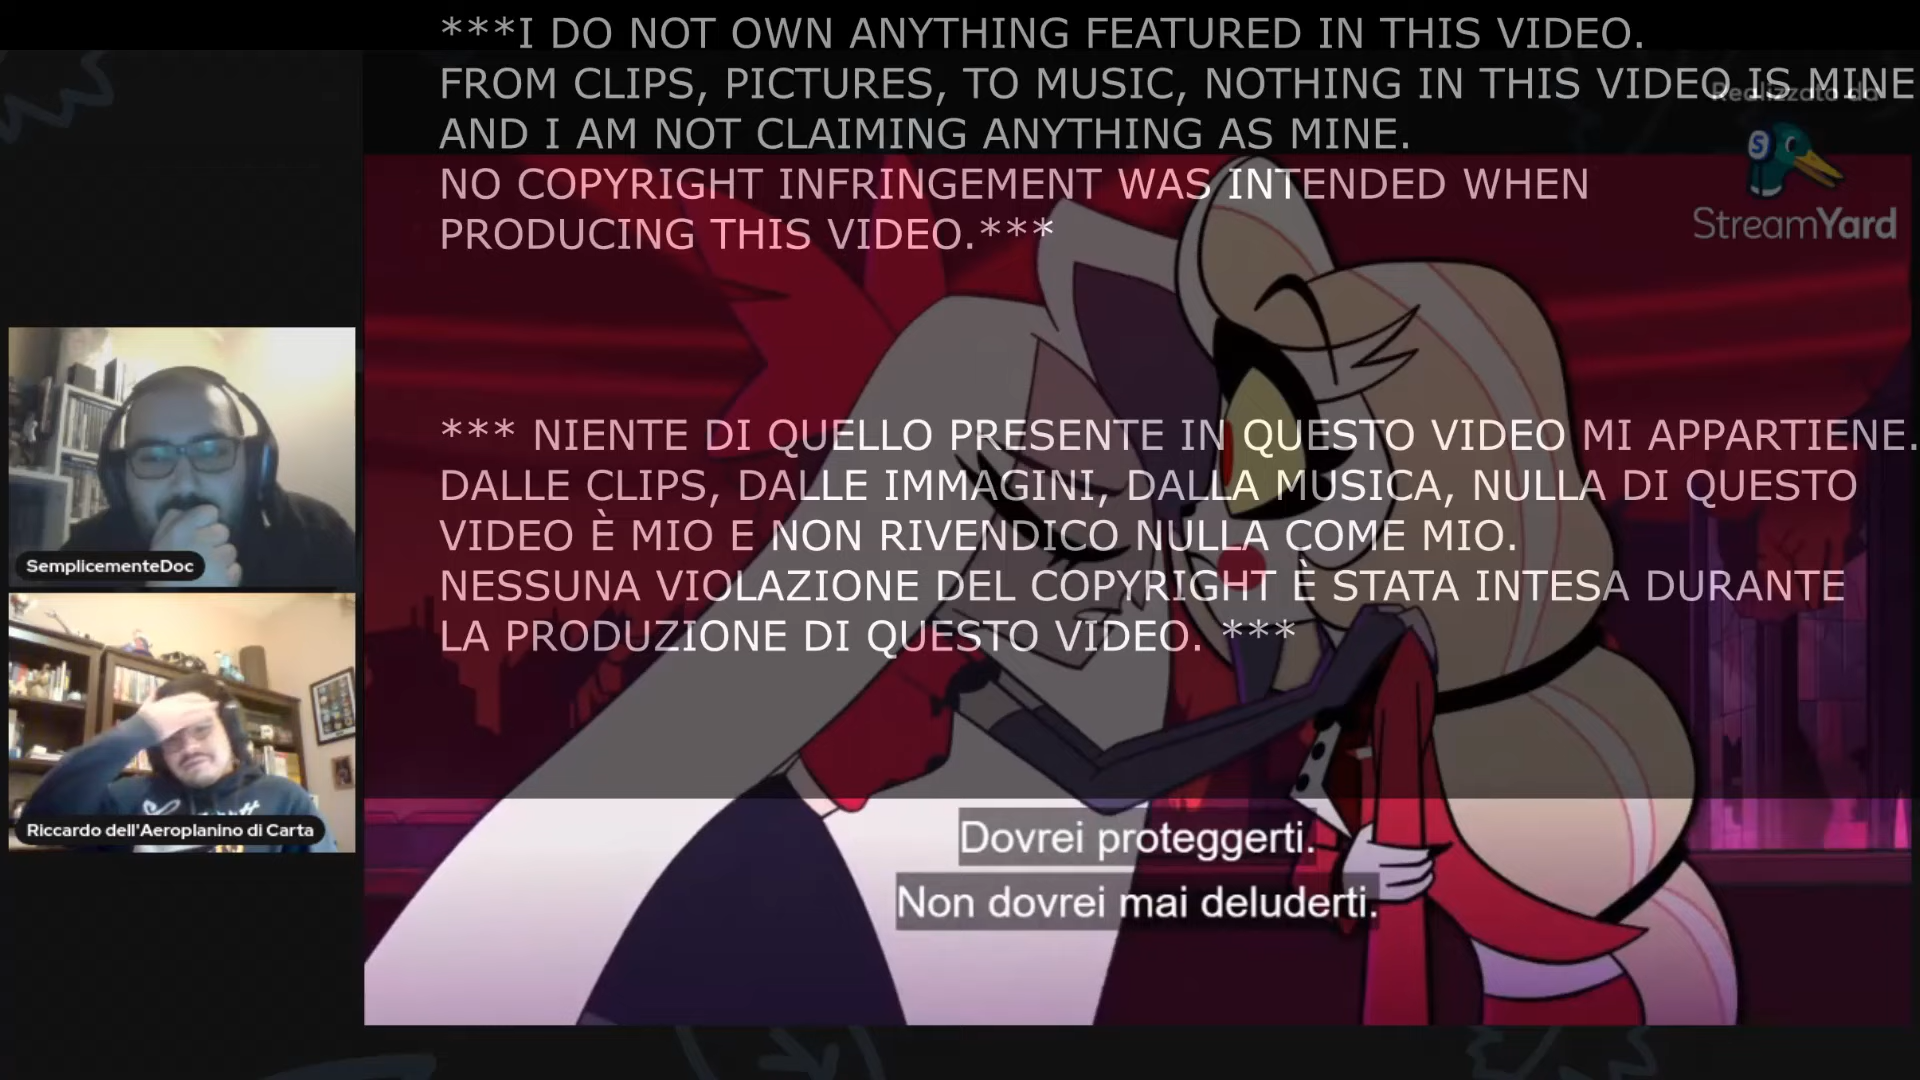 ***I DO NOT OWN ANYTHING FEATURED IN THIS VIDEO.
FROM CLIPS, PICTURES, TO MUSIC, NOTHING IN THIS VIDEO IS MINE
AND I AM NOT CLAIMING ANYTHING AS MINE.
NO COPYRIGHT INFRINGEMENT WAS INTENDED WHEN
PRODUCING THIS VIDEO.***
Realizzato da
S
StreamYard
*** NIENTE DI QUELLO PRESENTE IN QUESTO VIDEO MI APPARTIENE.
DALLE CLIPS, DALLE IMMAGINI, DALLA MUSICA, NULLA DI QUESTO
VIDEO È MIO E NON RIVENDICO NULLA COME MIO.
NESSUNA VIOLAZIONE DEL COPYRIGHT È STATA INTESA DURANTE
LA PRODUZIONE DI QUESTO VIDEO. ***
SemplicementeDoc
Riccardo dell'Aeroplanino di Carta
Dovrei proteggerti.
Non dovrei mai deluderti.